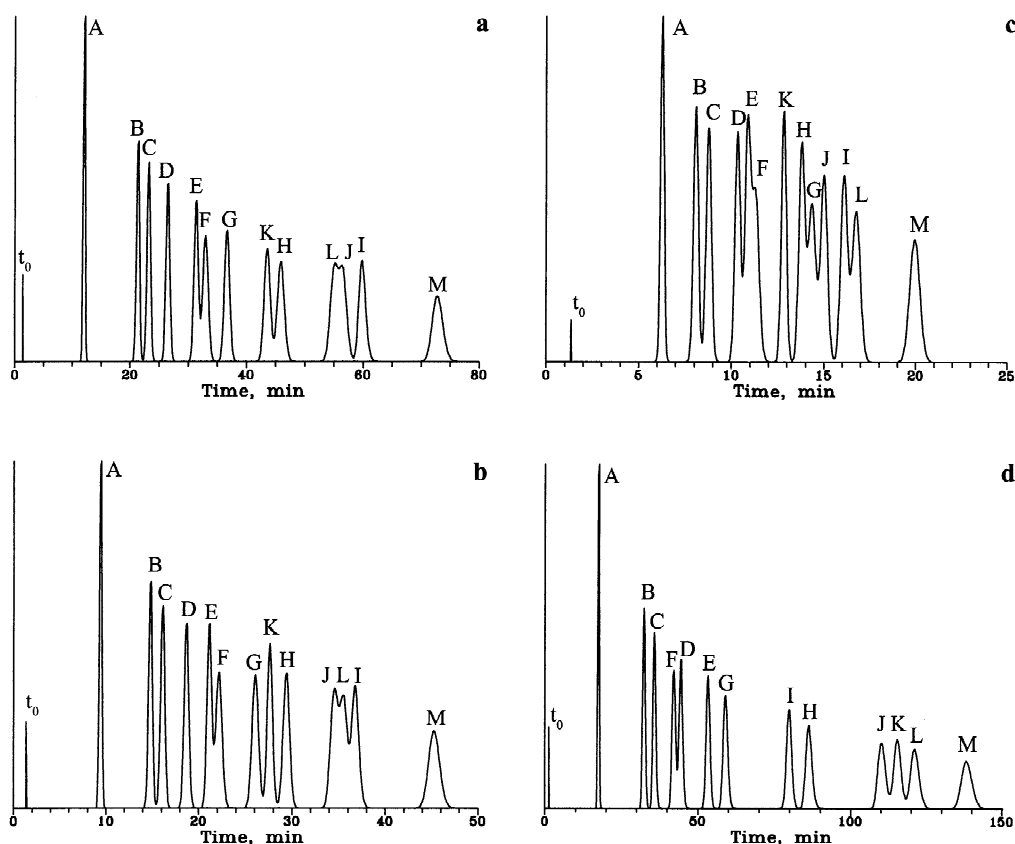 a
A
B
C
D
E
F
G
K
H
L J I
M
t0
0 20 40 60 80
Time, min
c
A
B
C
D
E
F
K
H
G
J
I
L
M
t0
0 5 10 15 20 25
Time, min
b
A
B
C
D
E
F
G
K
H
J L I
M
t0
0 10 20 30 40 50
Time, min
d
A
B
C
F
D
E
G
I
H
J K L
M
t0
0 50 100 150
Time, min